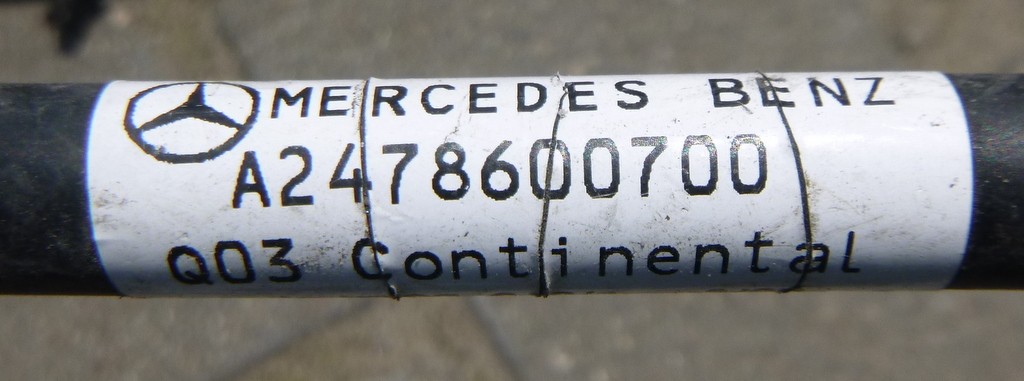 MERCEDES BENZ
A2478600700
Q03 Continental